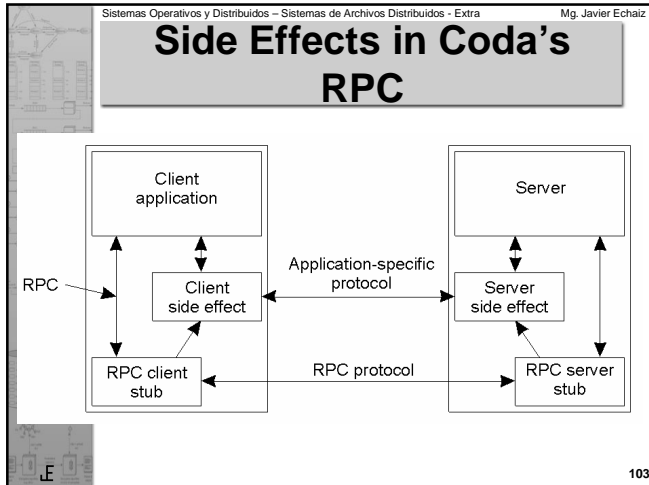 Sistemas Operativos y Distribuidos – Sistemas de Archivos Distribuidos - Extra Mg. Javier Echaiz
Side Effects in Coda's
RPC
Client
application
Server
RPC
Client
side effect
Application-specific
protocol
Server
side effect
RPC client
stub
RPC protocol
RPC server
stub
JE
103